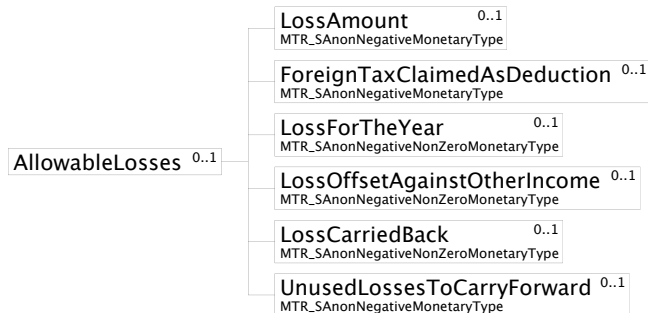 LossAmount 0..1
MTR_SAnonNegativeMonetaryType
ForeignTaxClaimedAsDeduction 0..1
MTR_SAnonNegativeMonetaryType
LossForTheYear 0..1
MTR_SAnonNegativeNonZeroMonetaryType
AllowableLosses 0..1
LossOffsetAgainstOtherIncome 0..1
MTR_SAnonNegativeNonZeroMonetaryType
LossCarriedBack 0..1
MTR_SAnonNegativeNonZeroMonetaryType
UnusedLossesToCarryForward 0..1
MTR_SAnonNegativeMonetaryType